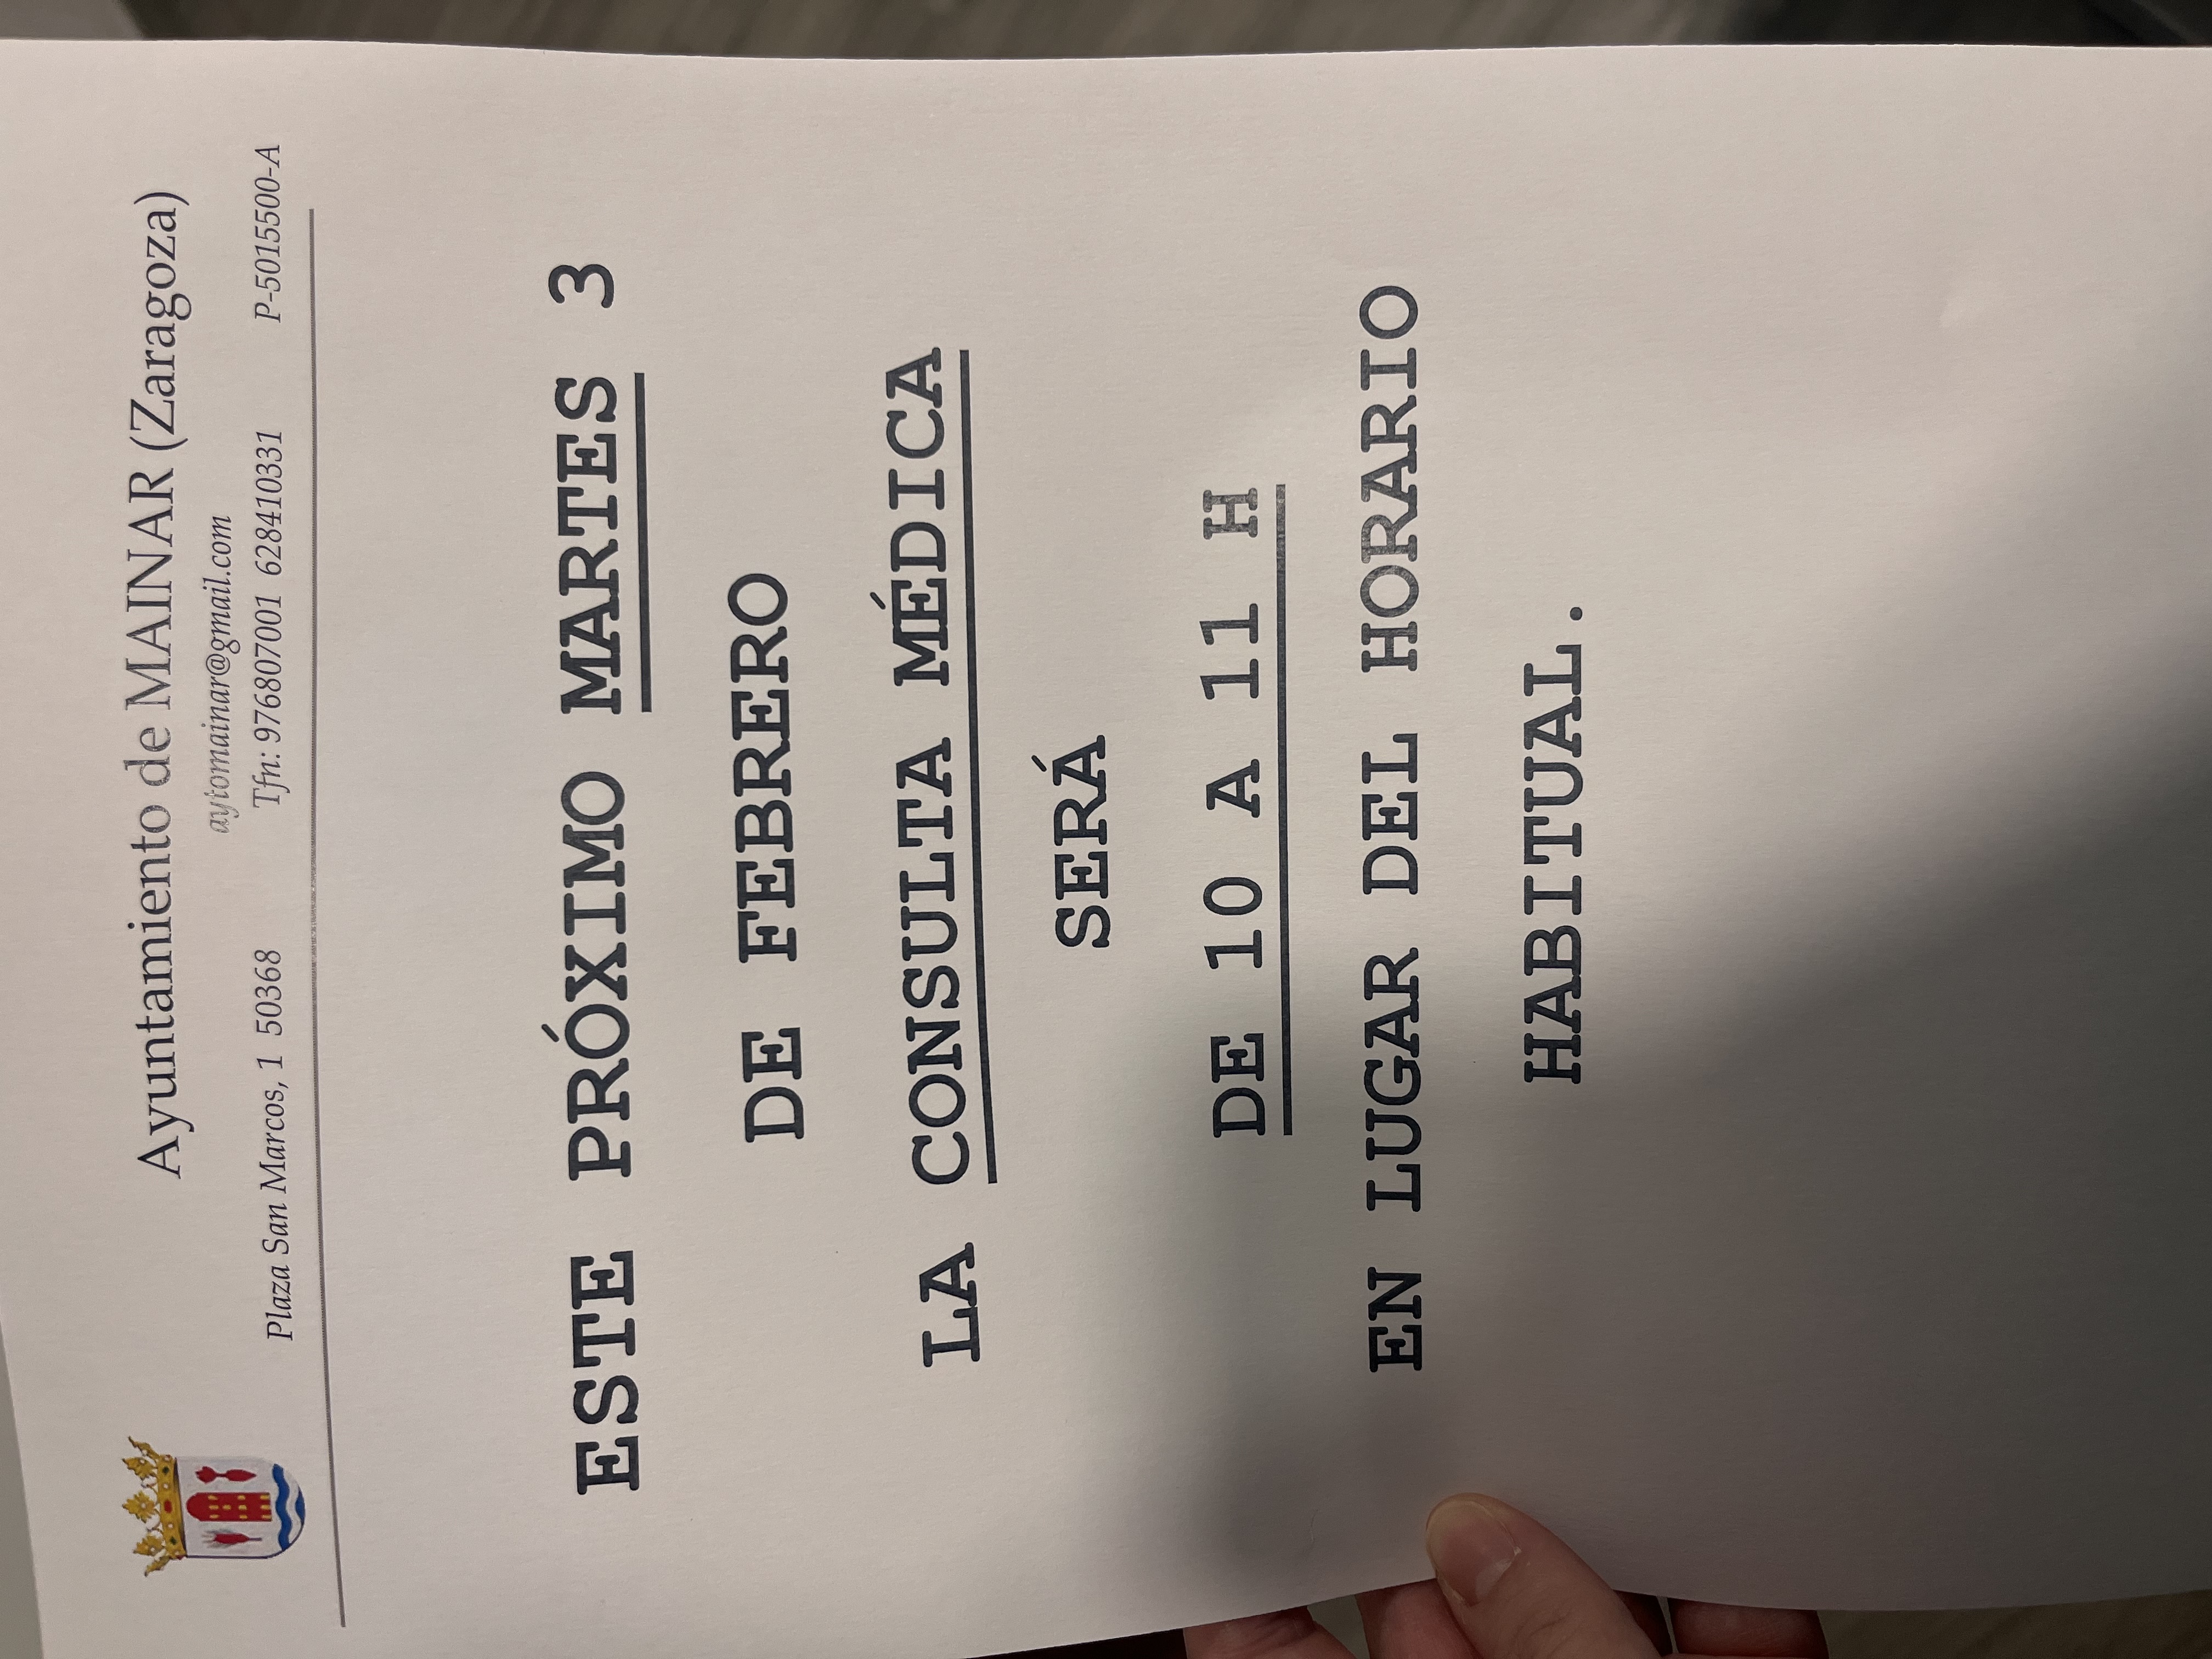 Ayuntamiento de MAINAR (Zaragoza)
aytomainar@gmail.com
Plaza San Marcos, 1 50368 Tfn: 976807001 628410331 P-5015500-A
ESTE PRÓXIMO MARTES 3
DE FEBRERO
LA CONSULTA MÉDICA
SERÁ
DE 10 A 11 H
EN LUGAR DEL HORARIO
HABITUAL.